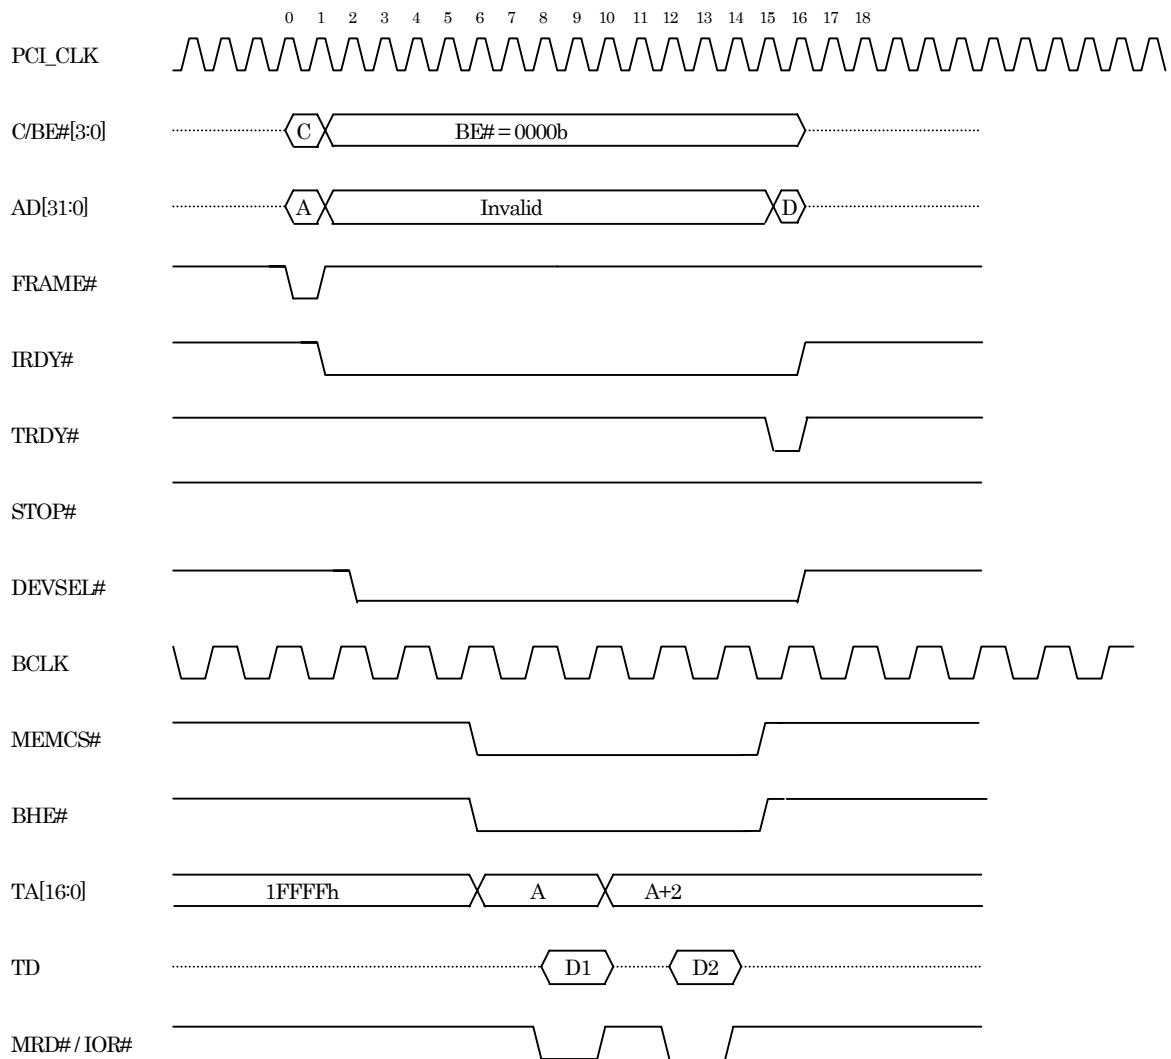 0 1 2 3 4 5 6 7 8 9 10 11 12 13 14 15 16 17 18
PCI_CLK
C/BE#[3:0] C BE# = 0000b
AD[31:0] A Invalid D
FRAME#
IRDY#
TRDY#
STOP#
DEVSEL#
BCLK
MEMCS#
BHE#
TA[16:0] 1FFFFh A A+2
TD D1 D2
MRD# / IOR#